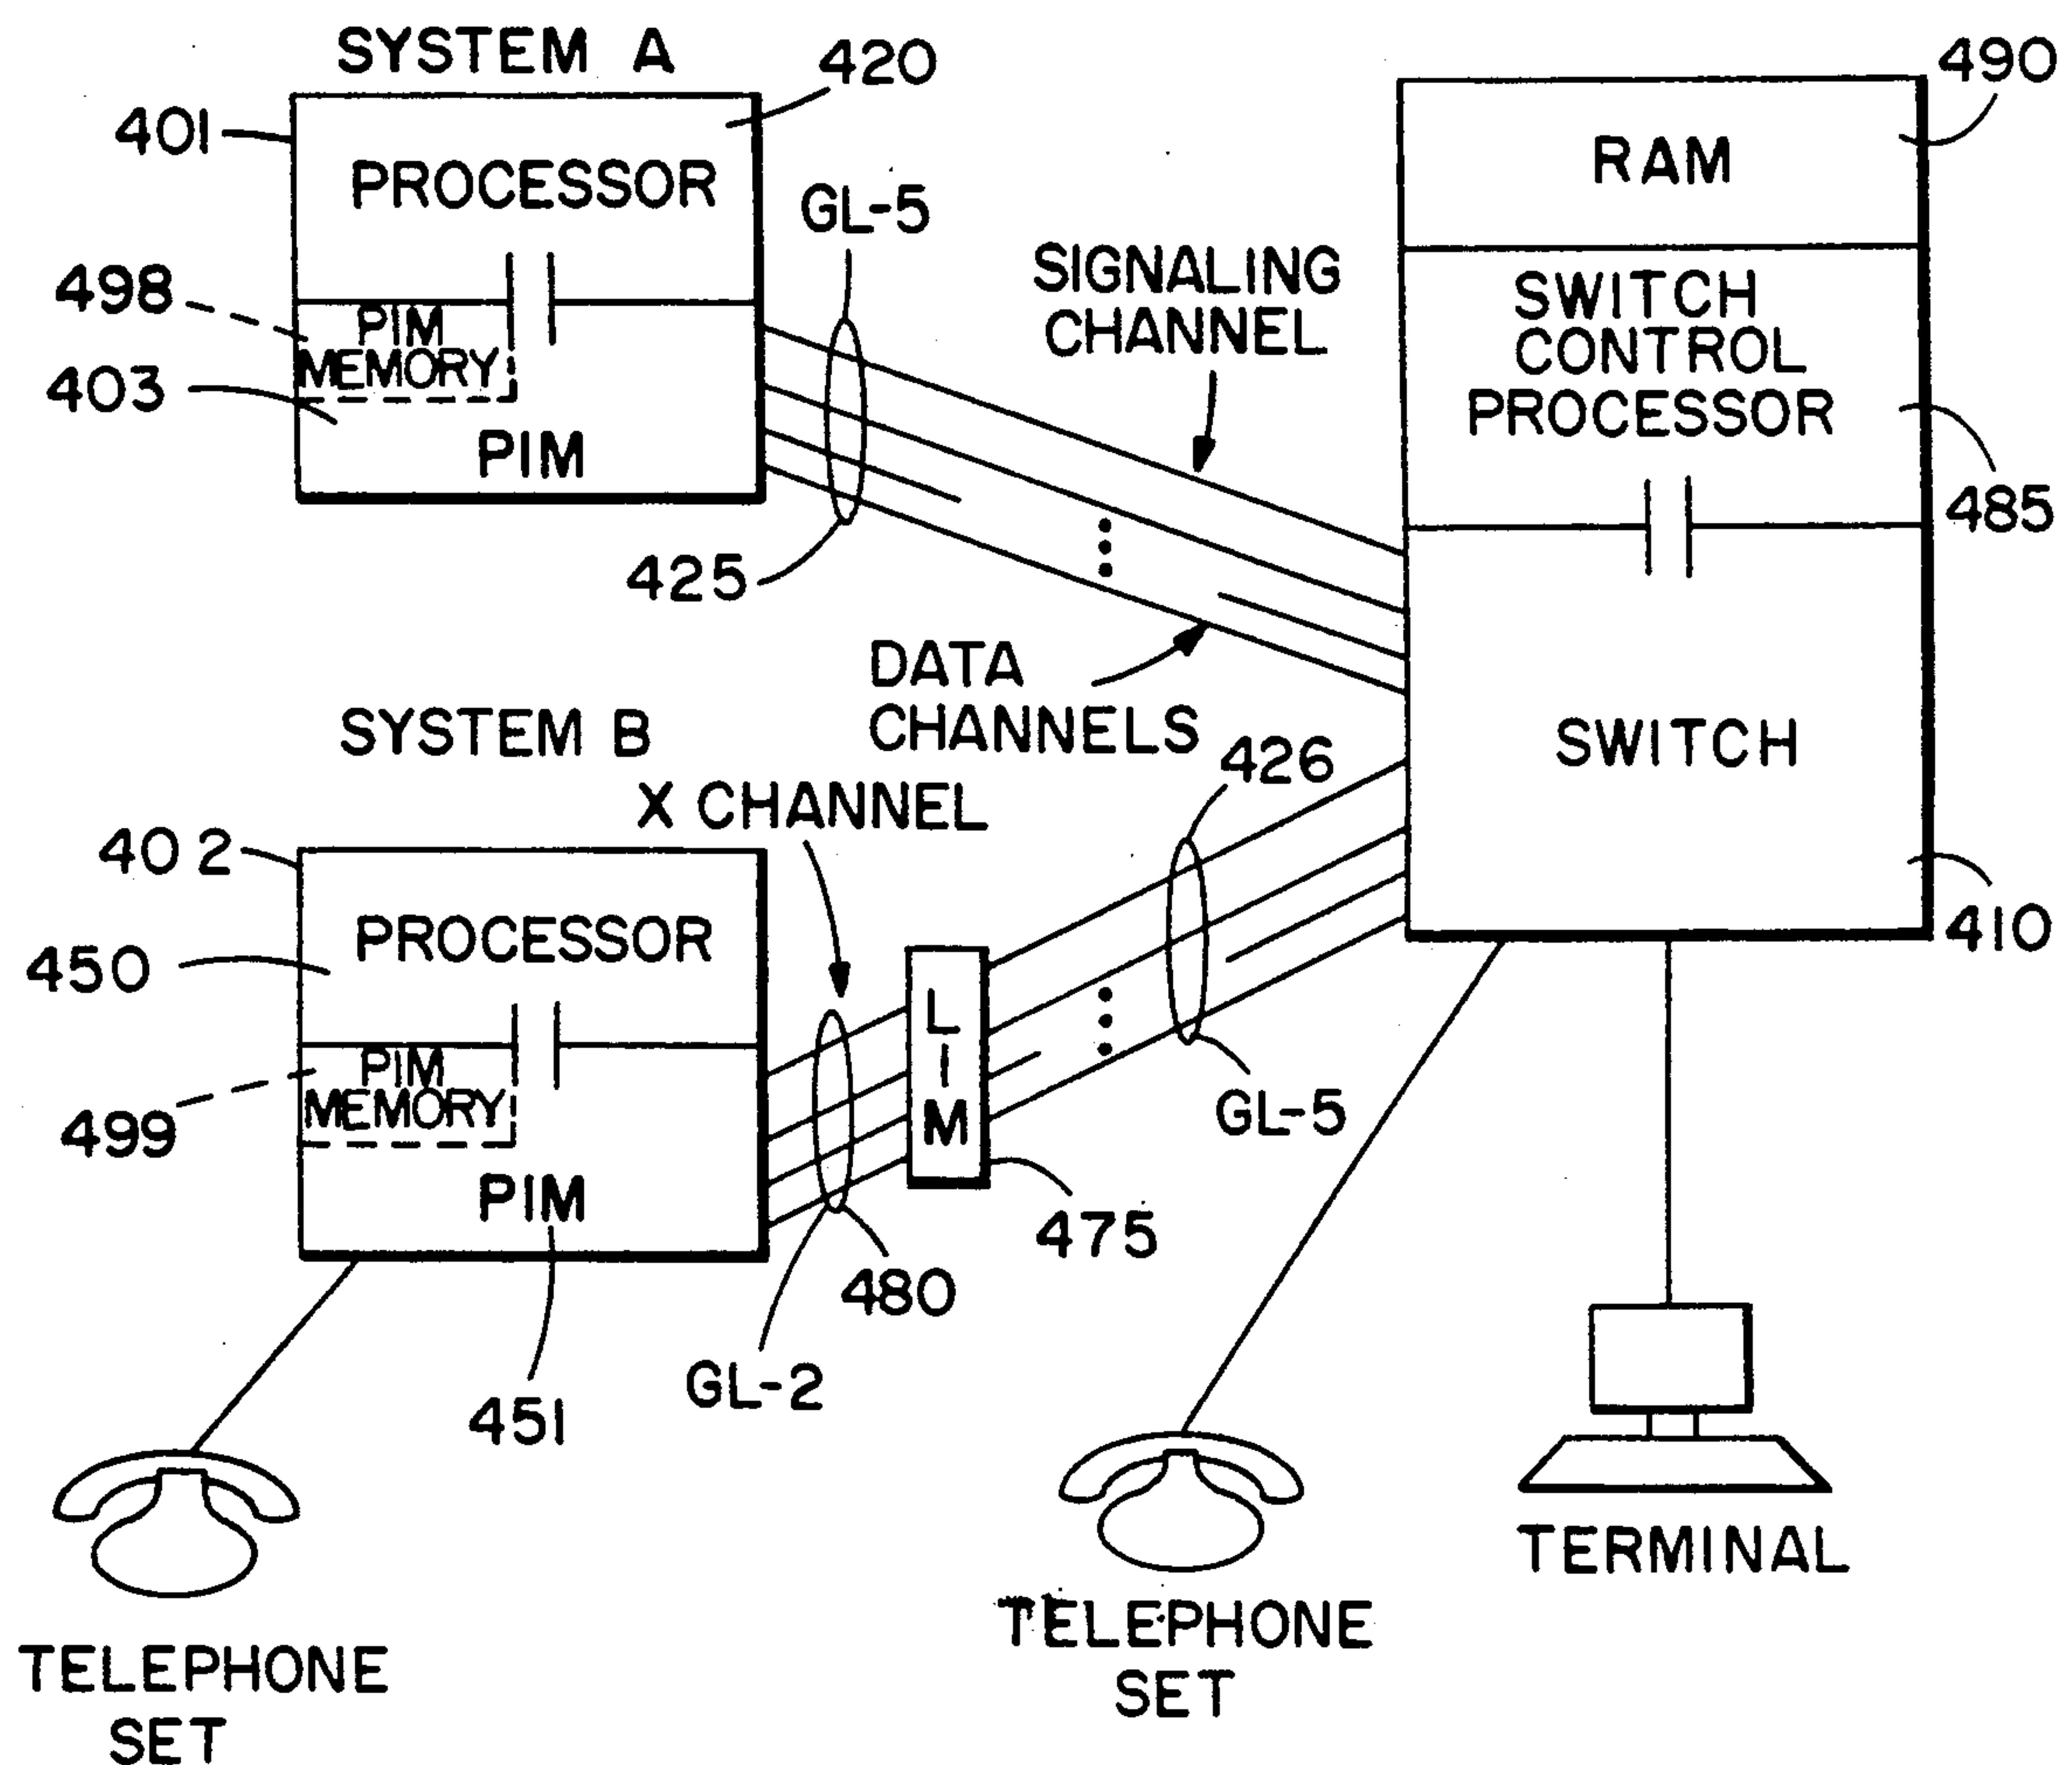 SYSTEM A
420
490
401
PROCESSOR
RAM
GL-5
SIGNALING
CHANNEL
498
PIM
MEMORY
SWITCH
CONTROL
PROCESSOR
403
PIM
485
425
DATA
CHANNELS
SYSTEM B
SWITCH
426
X CHANNEL
402
PROCESSOR
410
450
LIM
499
PIM
MEMORY
GL-5
PIM
475
480
GL-2
451
TERMINAL
TELEPHONE
SET
TELEPHONE
SET